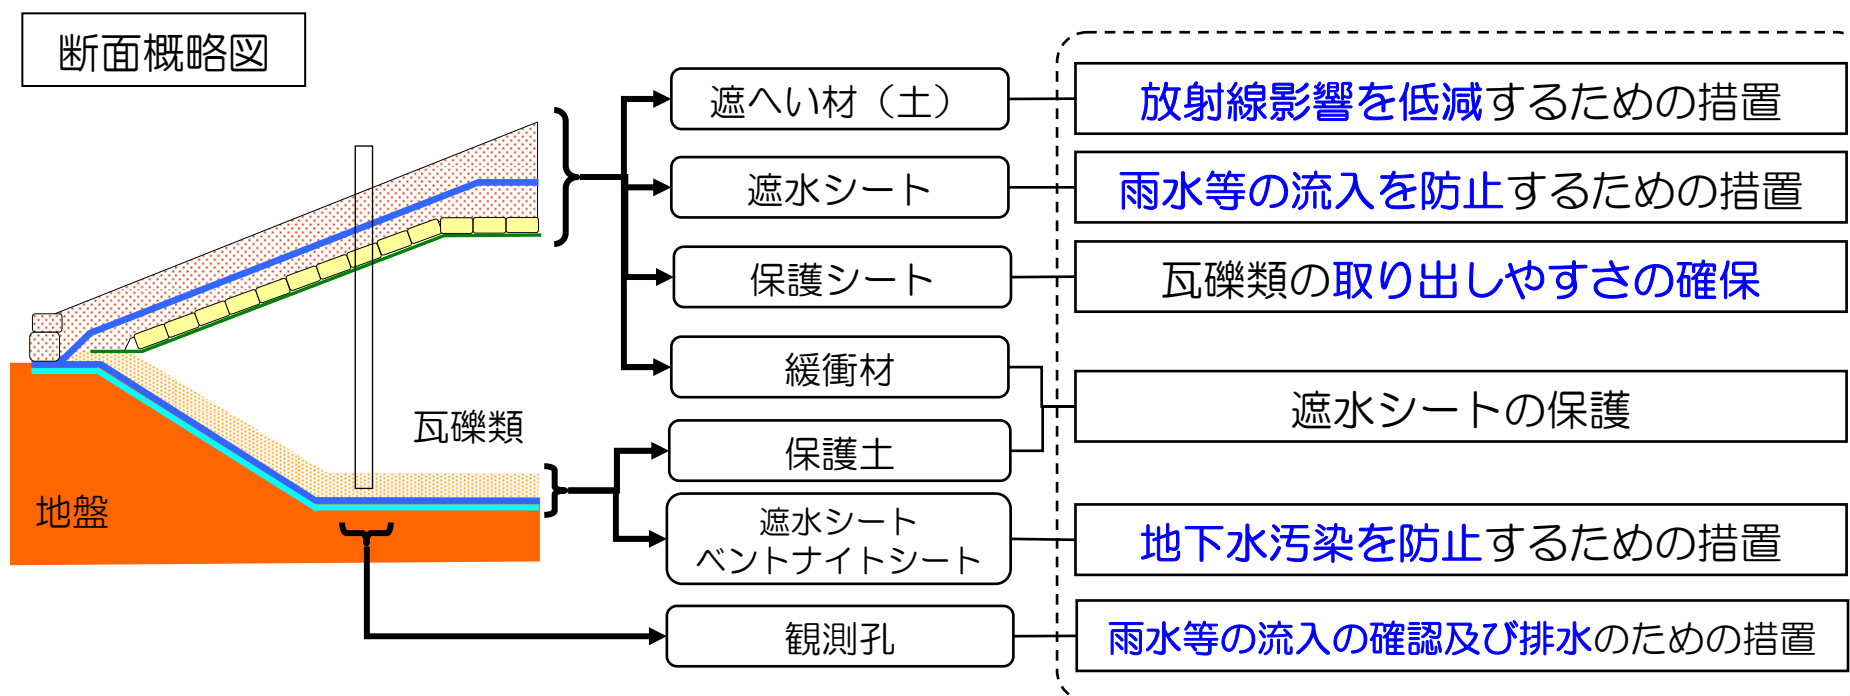 断面概略図
遮へい材（土）
放射線影響を低減するための措置
遮水シート
雨水等の流入を防止するための措置
保護シート
瓦礫類の取り出しやすさの確保
緩衝材
遮水シートの保護
瓦礫類
保護土
地盤
遮水シート
ベントナイトシート
地下水汚染を防止するための措置
観測孔
雨水等の流入の確認及び排水のための措置